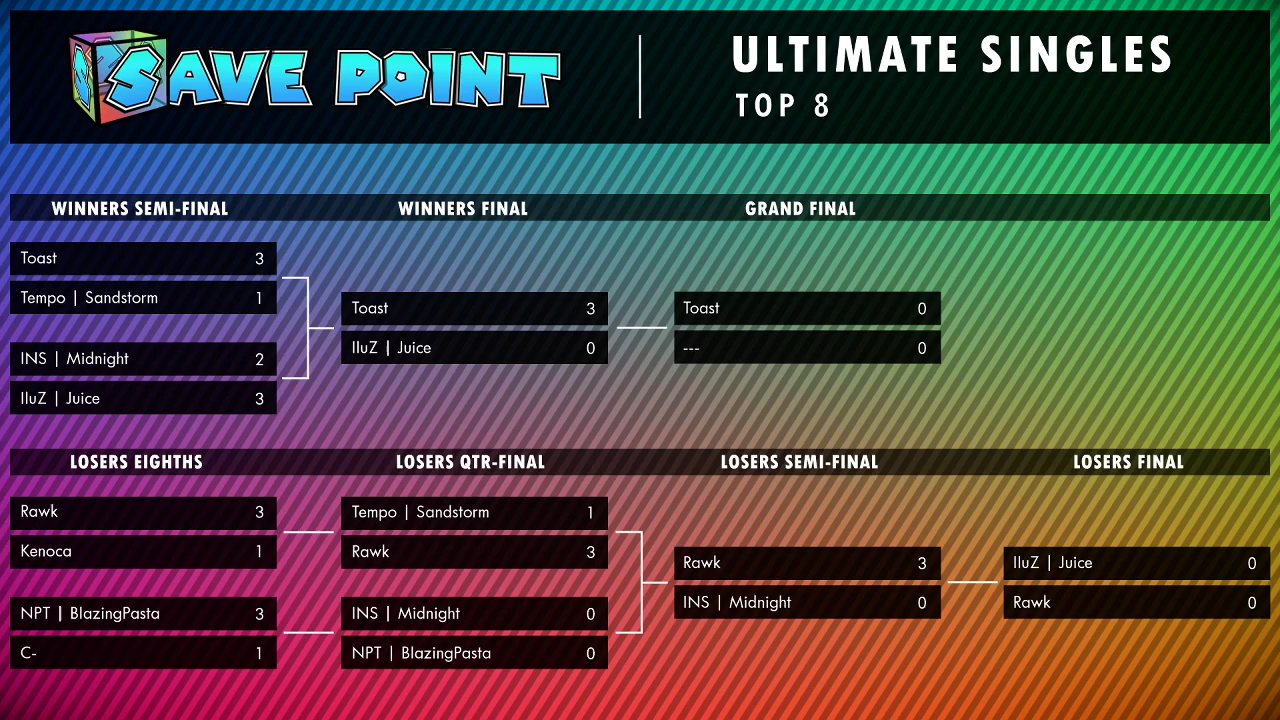 SAVE POINT
ULTIMATE SINGLES
TOP 8
WINNERS SEMI-FINAL
WINNERS FINAL
GRAND FINAL
Toast 3
Tempo | Sandstorm 1
INS | Midnight 2
IluZ | Juice 3
Toast 3
IluZ | Juice 0
Toast 0
--- 0
LOSERS EIGHTHS
LOSERS QTR-FINAL
LOSERS SEMI-FINAL
LOSERS FINAL
Rawk 3
Kenoca 1
NPT | BlazingPasta 3
C- 1
Tempo | Sandstorm 1
Rawk 3
INS | Midnight 0
NPT | BlazingPasta 0
Rawk 3
INS | Midnight 0
IluZ | Juice 0
Rawk 0